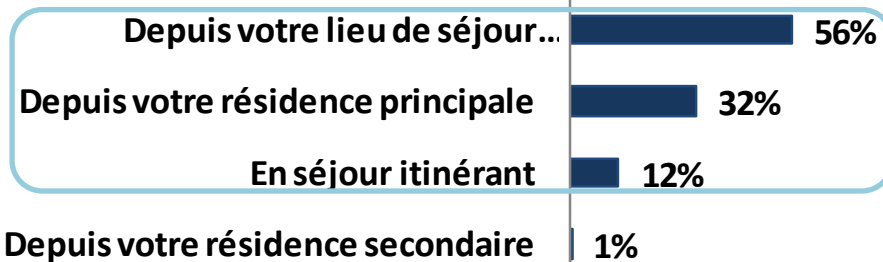 Depuis votre lieu de séjour... 56%
Depuis votre résidence principale 32%
En séjour itinérant 12%
Depuis votre résidence secondaire 1%